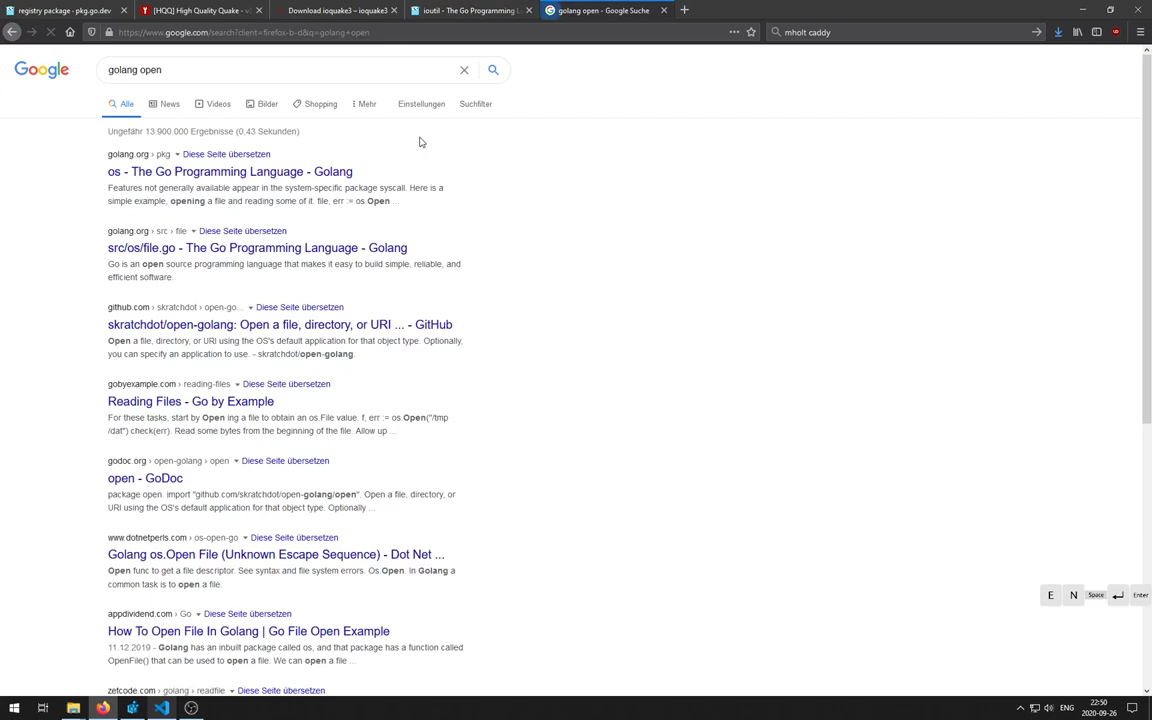 registry package - pkg.go.dev
[HQQ] High Quality Quake - v
Download ioquake3 – ioquake3
ioutil - The Go Programming L
golang open - Google Suche
https://www.google.com/search?client=firefox-b-d&q=golang+open
mholt caddy
Google
golang open
Alle
News
Videos
Bilder
Shopping
Mehr
Einstellungen
Suchfilter
Ungefähr 13.900.000 Ergebnisse (0,43 Sekunden)
golang.org › pkg Diese Seite übersetzen
os - The Go Programming Language - Golang
Features not generally available appear in the system-specific package syscall. Here is a
simple example, opening a file and reading some of it. file, err := os.Open ...
golang.org › src › file Diese Seite übersetzen
src/os/file.go - The Go Programming Language - Golang
Go is an open source programming language that makes it easy to build simple, reliable, and
efficient software.
github.com › skratchdot › open-go... Diese Seite übersetzen
skratchdot/open-golang: Open a file, directory, or URI ... - GitHub
Open a file, directory, or URI using the OS's default application for that object type. Optionally,
you can specify an application to use. - skratchdot/open-golang.
gobyexample.com › reading-files Diese Seite übersetzen
Reading Files - Go by Example
For these tasks, start by Open ing a file to obtain an os.File value. f, err := os.Open("/tmp
/dat") check(err). Read some bytes from the beginning of the file. Allow up ...
godoc.org › open-golang › open Diese Seite übersetzen
open - GoDoc
package open. import "github.com/skratchdot/open-golang/open". Open a file, directory, or
URI using the OS's default application for that object type. Optionally ...
www.dotnetperls.com › os-open-go Diese Seite übersetzen
Golang os.Open File (Unknown Escape Sequence) - Dot Net ...
Open func to get a file descriptor. See syntax and file system errors. Os.Open. In Golang a
common task is to open a file.
appdividend.com › Go Diese Seite übersetzen
How To Open File In Golang | Go File Open Example
11.12.2019 - Golang has an inbuilt package called os, and that package has a function called
OpenFile() that can be used to open a file. We can open a file ...
zetcode.com › golang › readfile Diese Seite übersetzen
E N Space Enter
ENG
22:50
2020-09-26